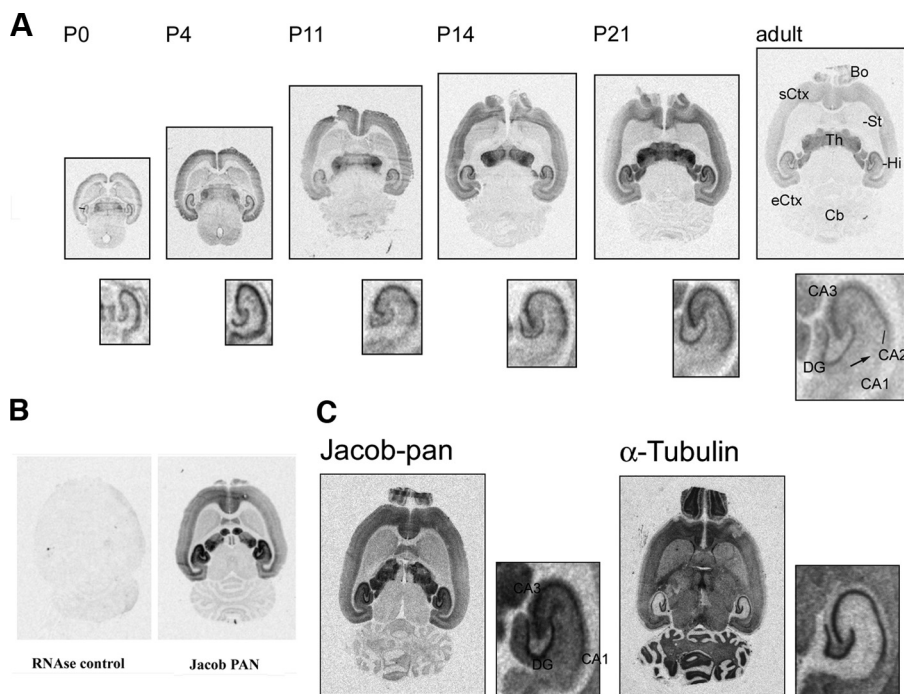 A
P0 P4 P11 P14 P21 adult
Bo
sCtx
-St
Th
-Hi
eCtx
Cb
CA3
CA2
DG
CA1
B
RNAse control Jacob PAN
C
Jacob-pan α-Tubulin
CA3
CA1
DG